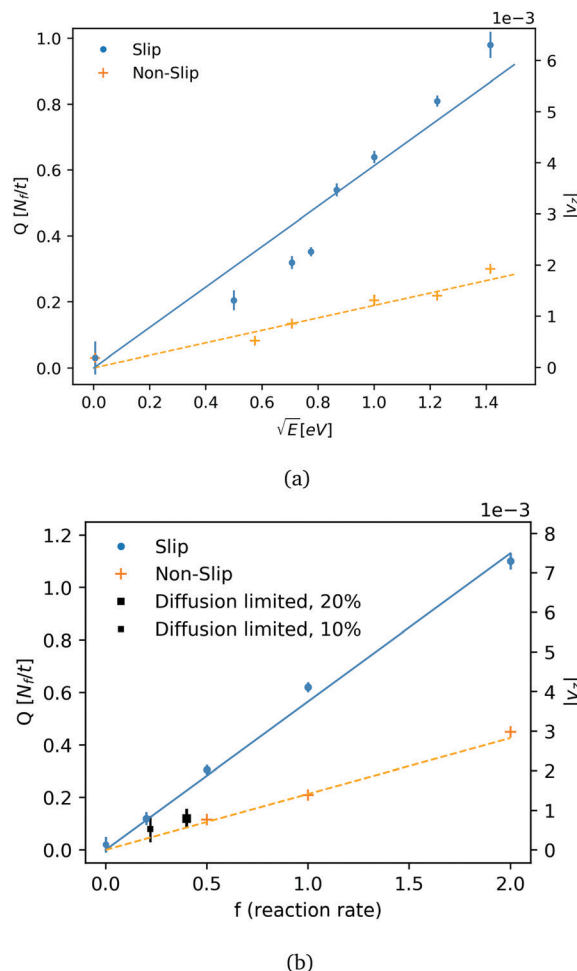 1e−3
Slip
Non-Slip
1.0
0.8
0.6
0.4
0.2
0.0
Q [N_f/t]
6
5
4
3
2
1
0
|v_z|
0.0 0.2 0.4 0.6 0.8 1.0 1.2 1.4
√E[eV]
(a)
1e−3
Slip
Non-Slip
Diffusion limited, 20%
Diffusion limited, 10%
1.2
1.0
0.8
0.6
0.4
0.2
0.0
Q [N_f/t]
8
7
6
5
4
3
2
1
0
|v_z|
0.0 0.5 1.0 1.5 2.0
f (reaction rate)
(b)